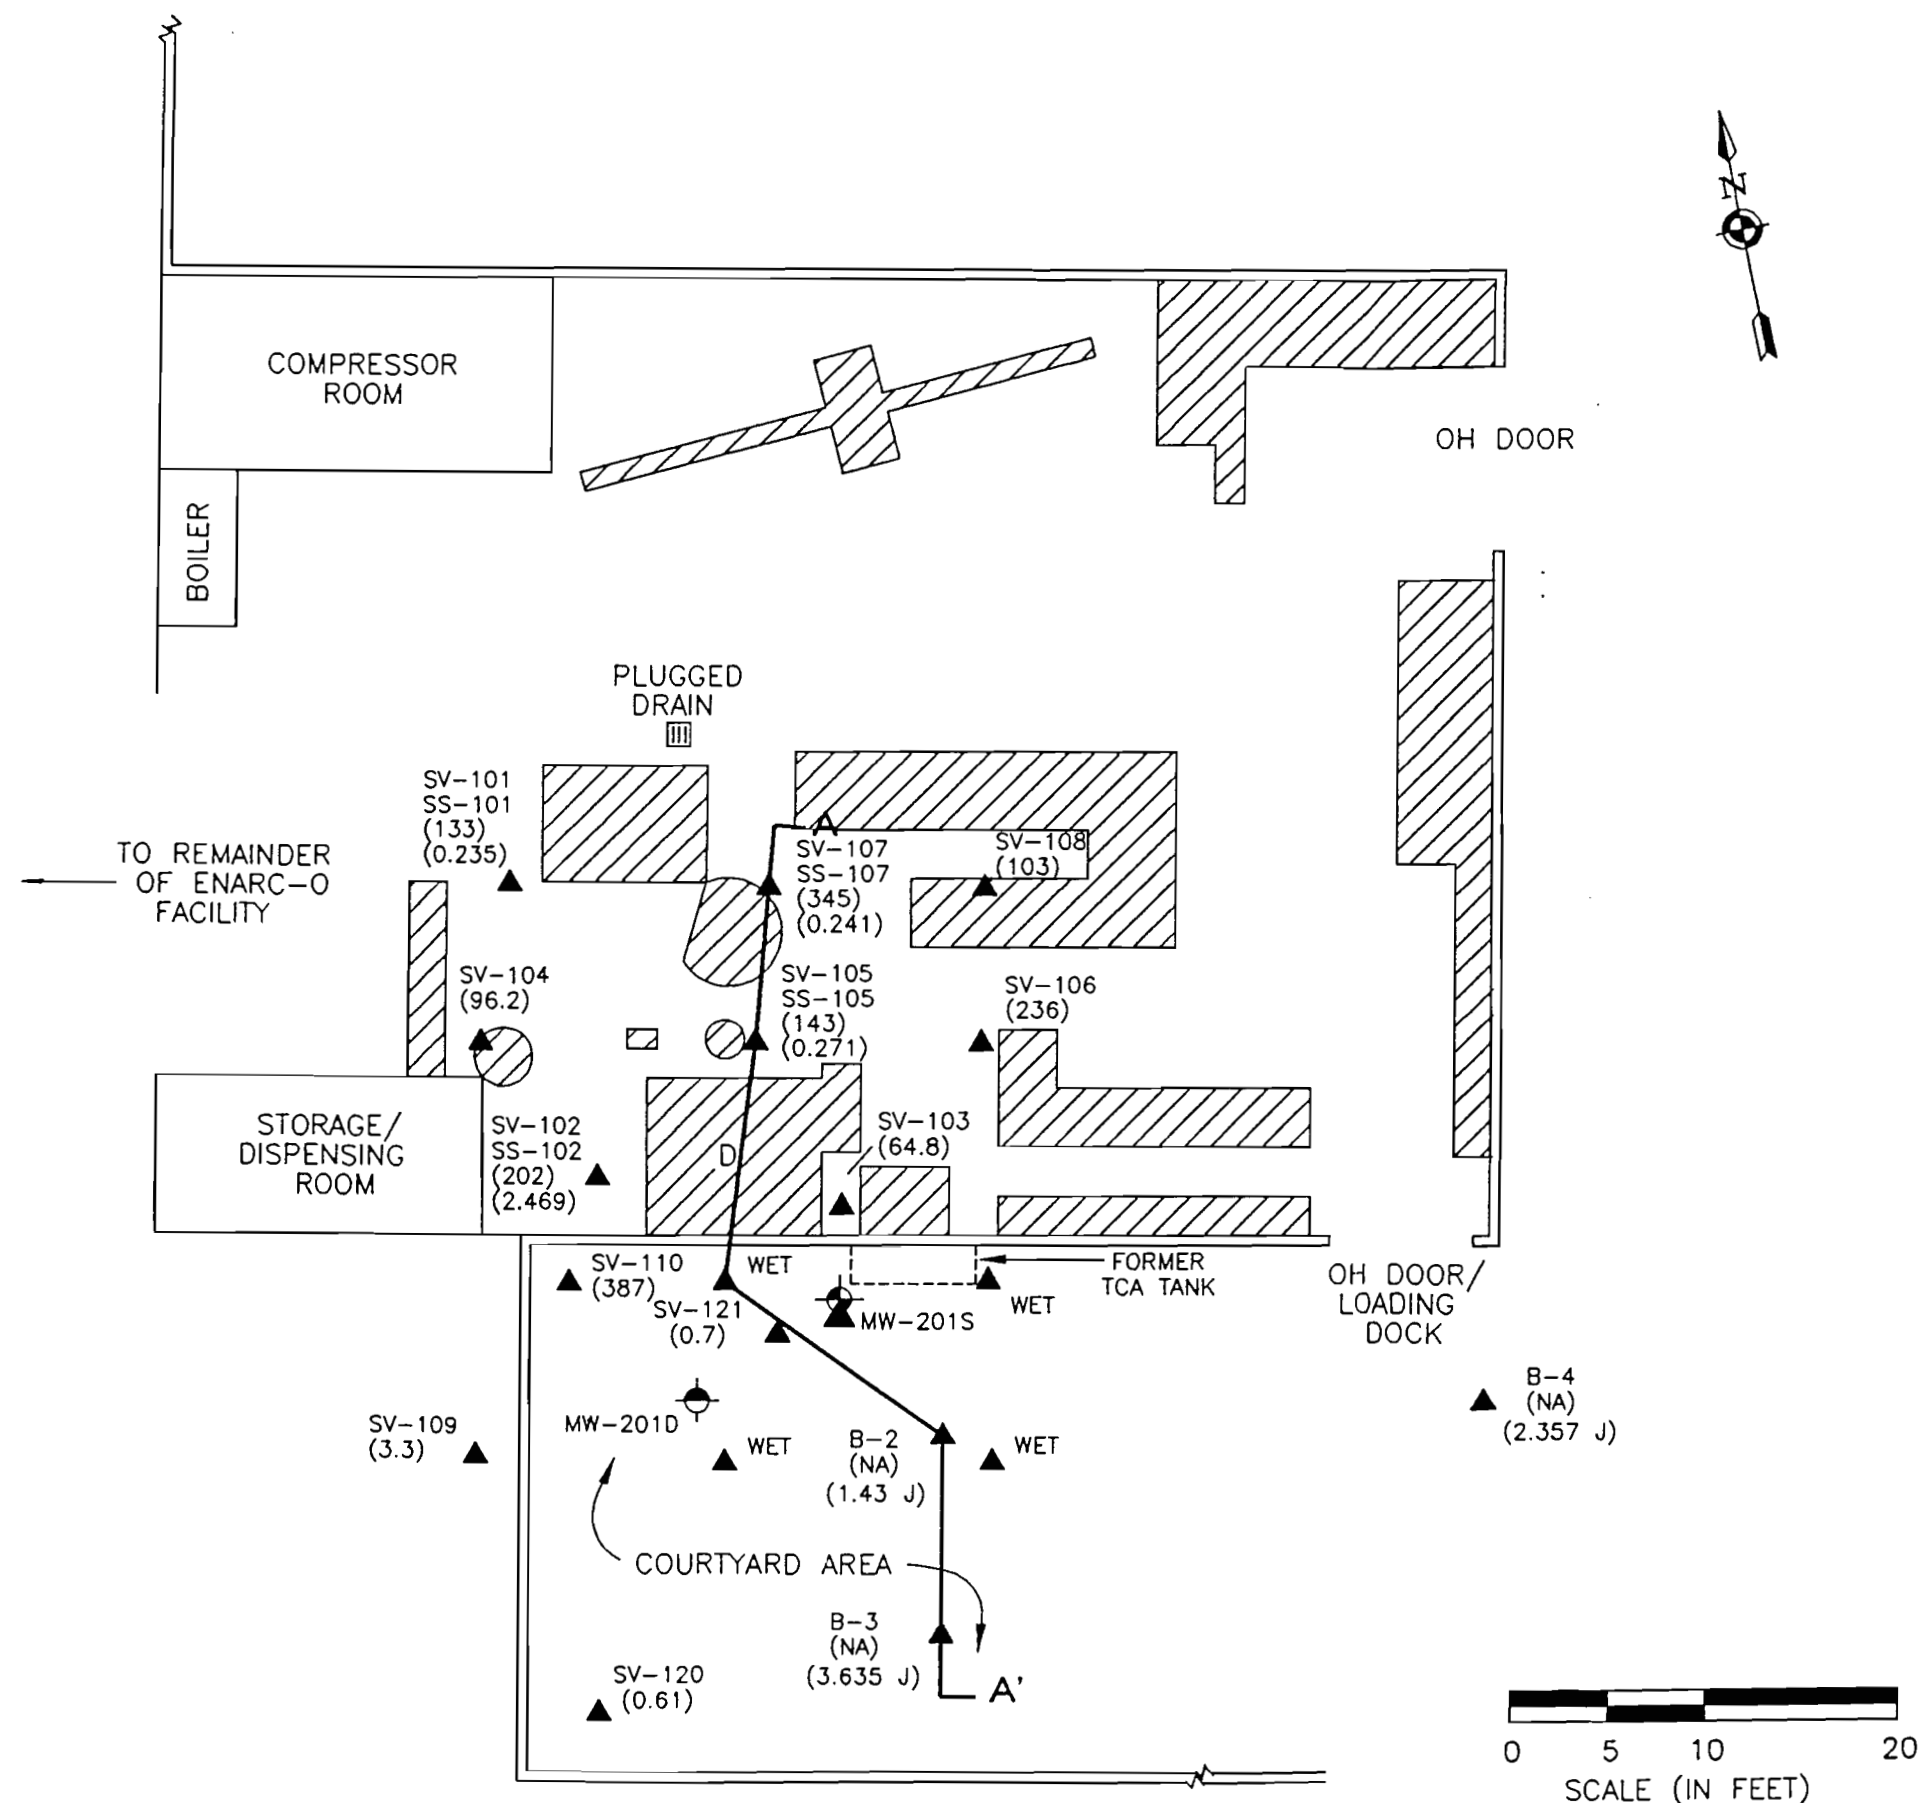 N
COMPRESSOR
ROOM
OH DOOR
BOILER
PLUGGED
DRAIN
SV-101
SS-101
(133)
(0.235)
A
SV-107
SS-107
(345)
(0.241)
SV-108
(103)
TO REMAINDER
OF ENARC-O
FACILITY
SV-104
(96.2)
SV-105
SS-105
(143)
(0.271)
SV-106
(236)
STORAGE/
DISPENSING
ROOM
SV-102
SS-102
(202)
(2.469)
D
SV-103
(64.8)
SV-110
(387)
WET
FORMER
TCA TANK
WET
OH DOOR/
LOADING
DOCK
SV-121
(0.7)
MW-201S
B-4
(NA)
(2.357 J)
SV-109
(3.3)
MW-201D
WET
B-2
(NA)
(1.43 J)
WET
COURTYARD AREA
B-3
(NA)
(3.635 J)
A'
SV-120
(0.61)
0 5 10 20
SCALE (IN FEET)